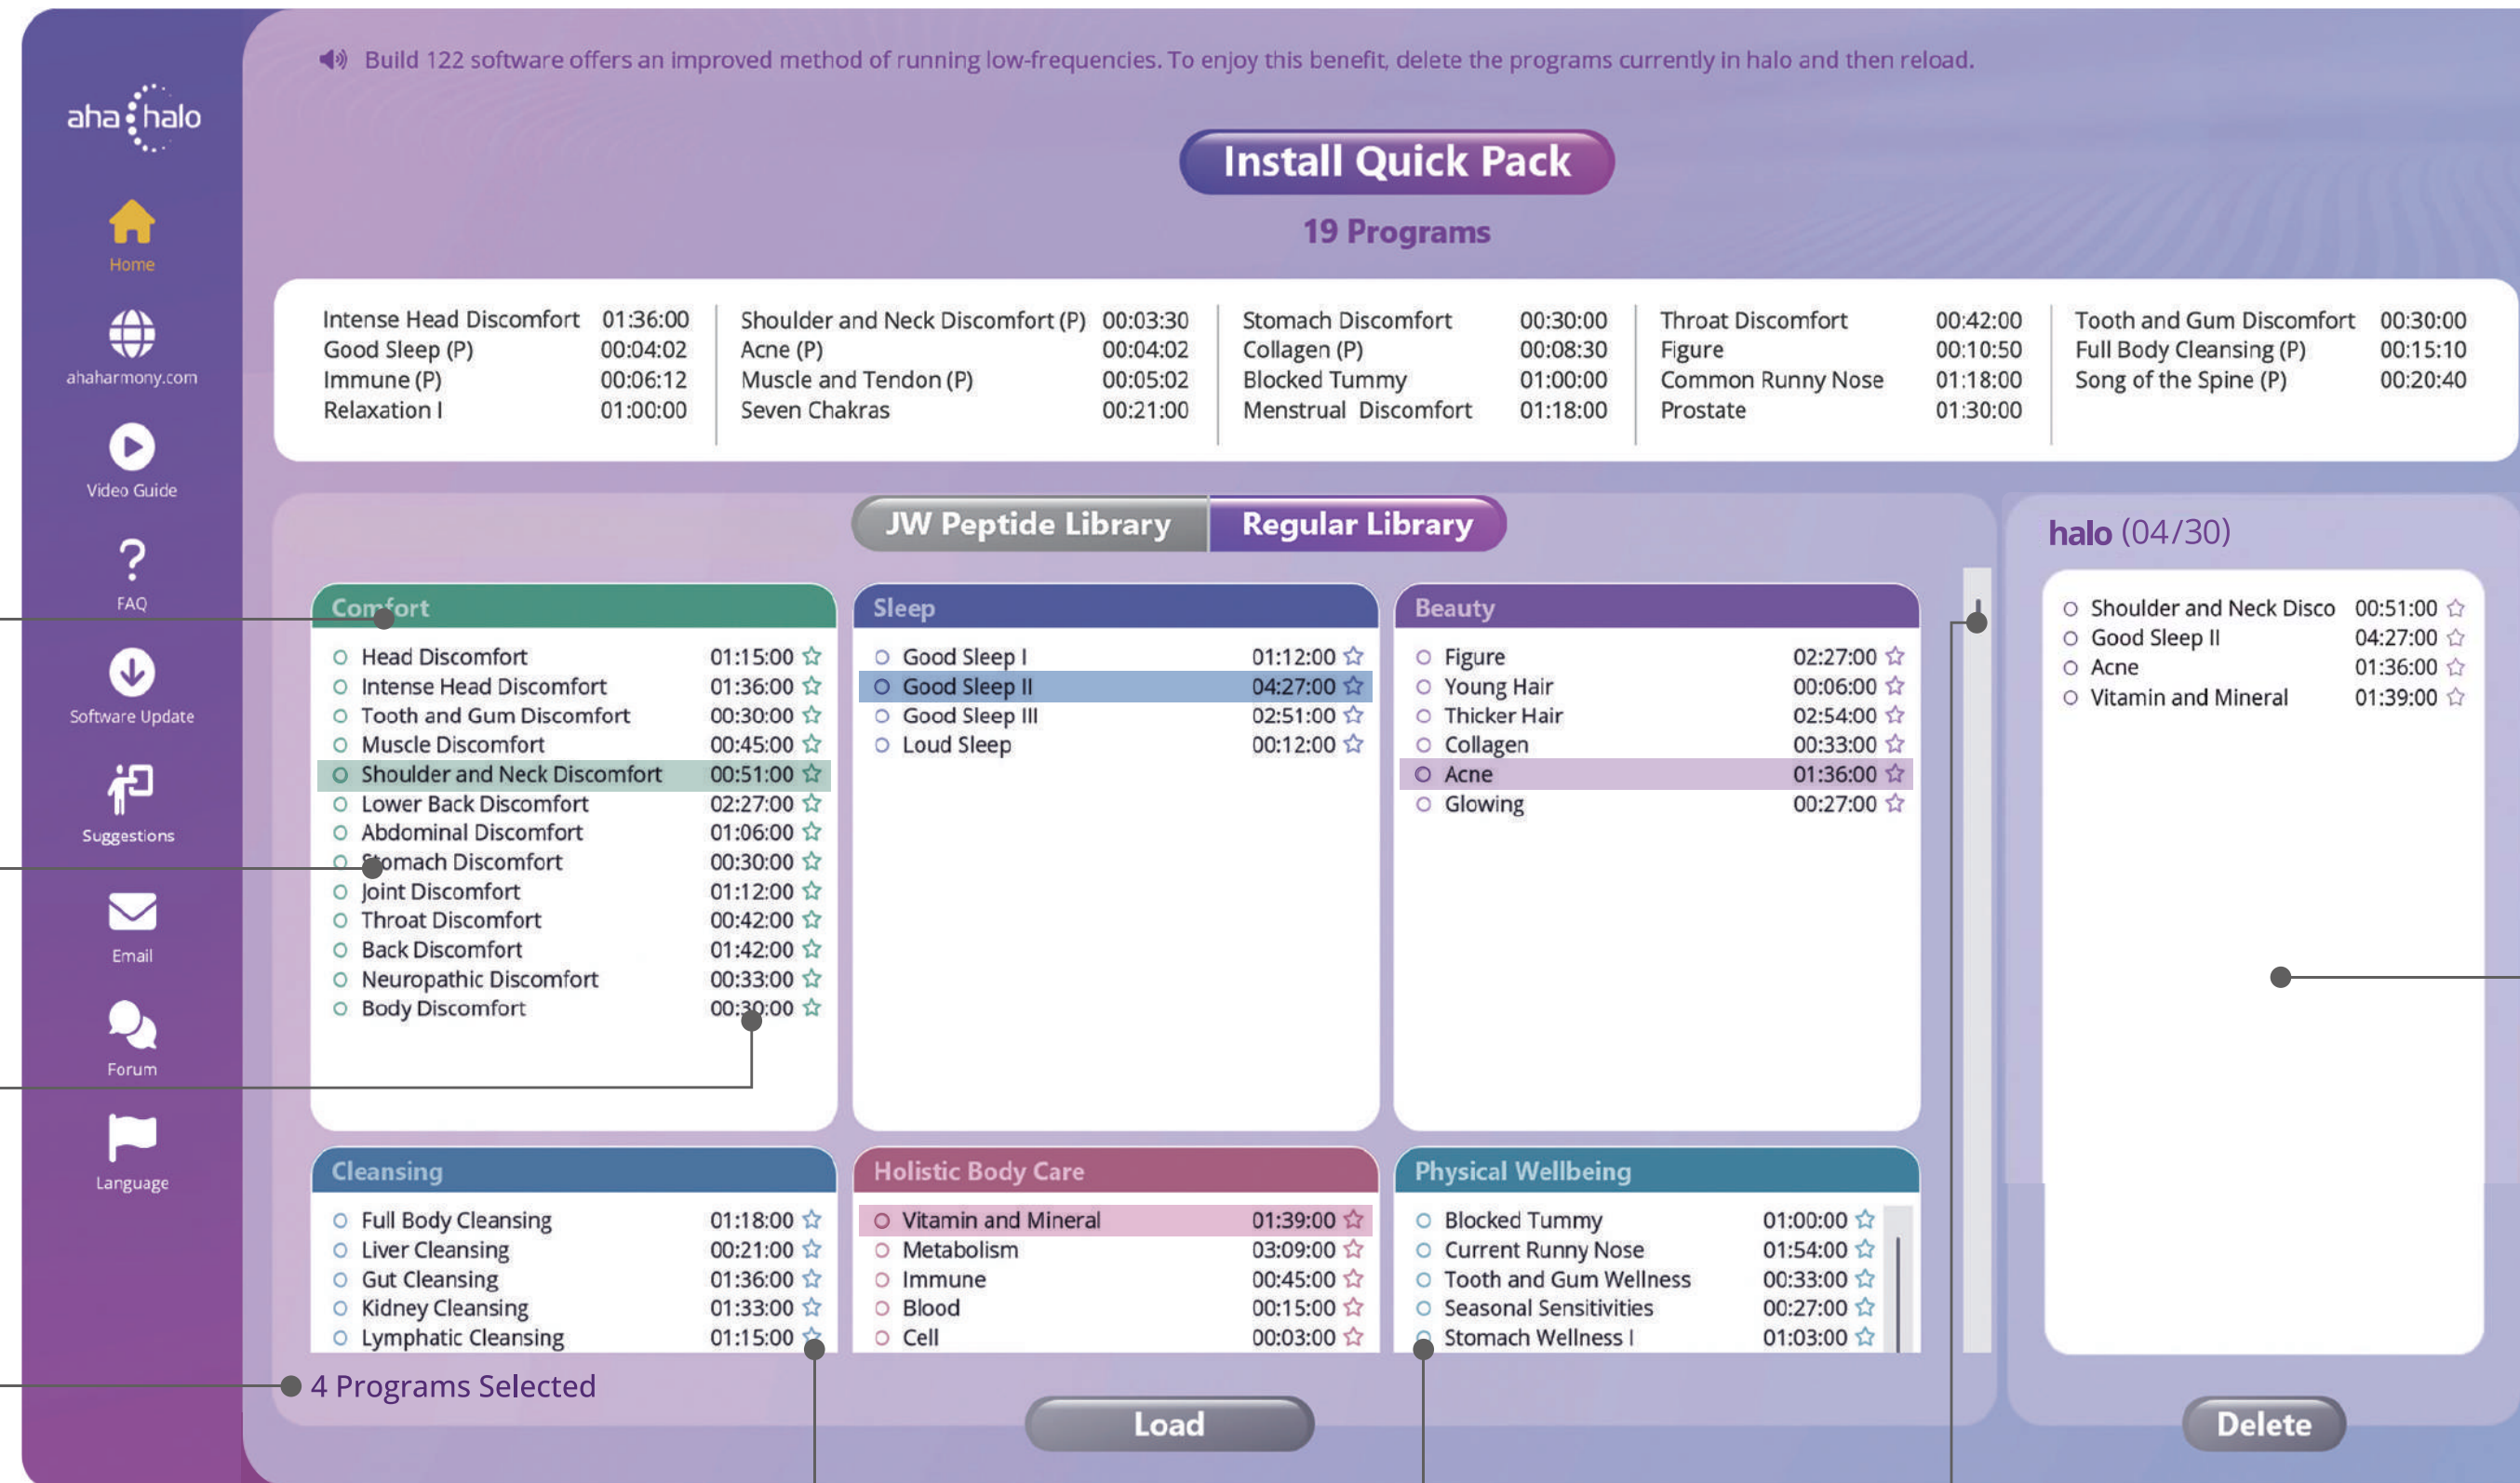 Build 122 software offers an improved method of running low-frequencies. To enjoy this benefit, delete the programs currently in halo and then reload.
aha halo
Home
ahaharmony.com
Video Guide
FAQ
Software Update
Suggestions
Email
Forum
Language
Install Quick Pack
19 Programs
Intense Head Discomfort 01:36:00
Good Sleep (P) 00:04:02
Immune (P) 00:06:12
Relaxation I 01:00:00
Shoulder and Neck Discomfort (P) 00:03:30
Acne (P) 00:04:02
Muscle and Tendon (P) 00:05:02
Seven Chakras 00:21:00
Stomach Discomfort 00:30:00
Collagen (P) 00:08:30
Blocked Tummy 01:00:00
Menstrual Discomfort 01:18:00
Throat Discomfort 00:42:00
Figure 00:10:50
Common Runny Nose 01:18:00
Prostate 01:30:00
Tooth and Gum Discomfort 00:30:00
Full Body Cleansing (P) 00:15:10
Song of the Spine (P) 00:20:40
JW Peptide Library
Regular Library
Comfort
Head Discomfort 01:15:00
Intense Head Discomfort 01:36:00
Tooth and Gum Discomfort 00:30:00
Muscle Discomfort 00:45:00
Shoulder and Neck Discomfort 00:51:00
Lower Back Discomfort 02:27:00
Abdominal Discomfort 01:06:00
Stomach Discomfort 00:30:00
Joint Discomfort 01:12:00
Throat Discomfort 00:42:00
Back Discomfort 01:42:00
Neuropathic Discomfort 00:33:00
Body Discomfort 00:30:00
Sleep
Good Sleep I 01:12:00
Good Sleep II 04:27:00
Good Sleep III 02:51:00
Loud Sleep 00:12:00
Beauty
Figure 02:27:00
Young Hair 00:06:00
Thicker Hair 02:54:00
Collagen 00:33:00
Acne 01:36:00
Glowing 00:27:00
Cleansing
Full Body Cleansing 01:18:00
Liver Cleansing 00:21:00
Gut Cleansing 01:36:00
Kidney Cleansing 01:33:00
Lymphatic Cleansing 01:15:00
Holistic Body Care
Vitamin and Mineral 01:39:00
Metabolism 03:09:00
Immune 00:45:00
Blood 00:15:00
Cell 00:03:00
Physical Wellbeing
Blocked Tummy 01:00:00
Current Runny Nose 01:54:00
Tooth and Gum Wellness 00:33:00
Seasonal Sensitivities 00:27:00
Stomach Wellness I 01:03:00
4 Programs Selected
Load
halo (04/30)
Shoulder and Neck Disco 00:51:00
Good Sleep II 04:27:00
Acne 01:36:00
Vitamin and Mineral 01:39:00
Delete